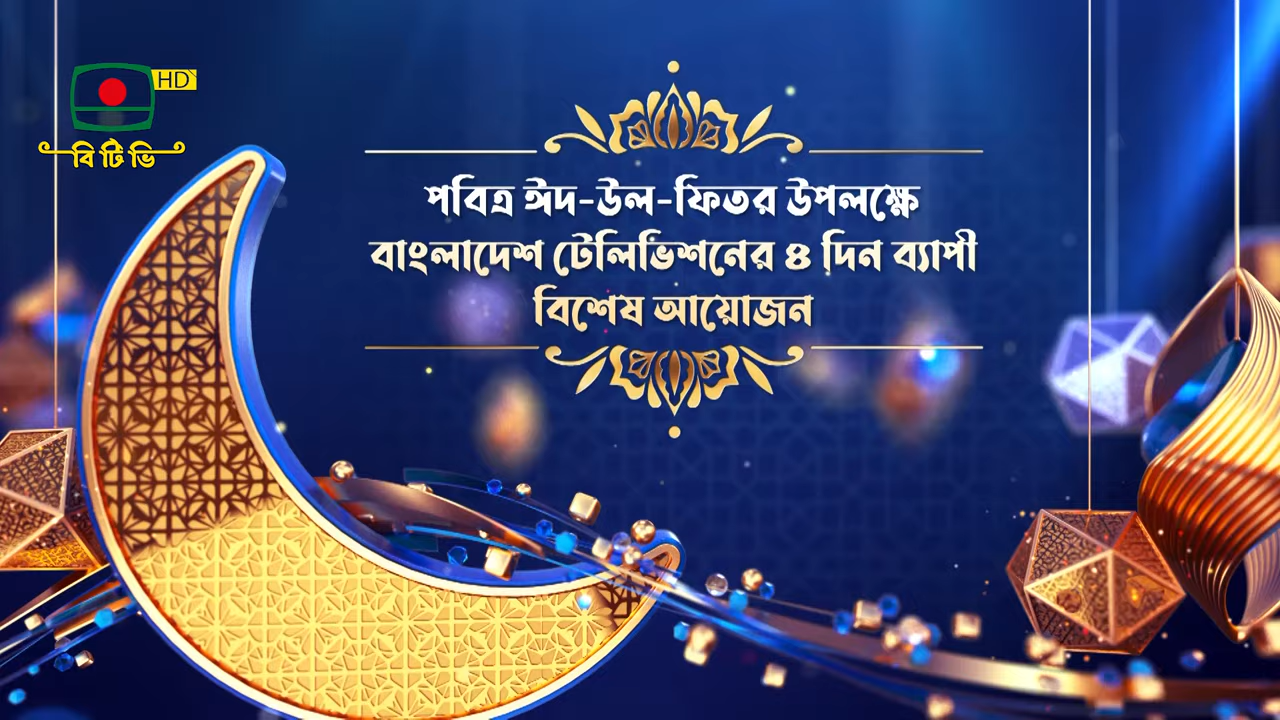 HD
বি টি ভি
পবিত্র ঈদ-উল-ফিতর উপলক্ষে
বাংলাদেশ টেলিভিশনের ৪ দিন ব্যাপী
বিশেষ আয়োজন